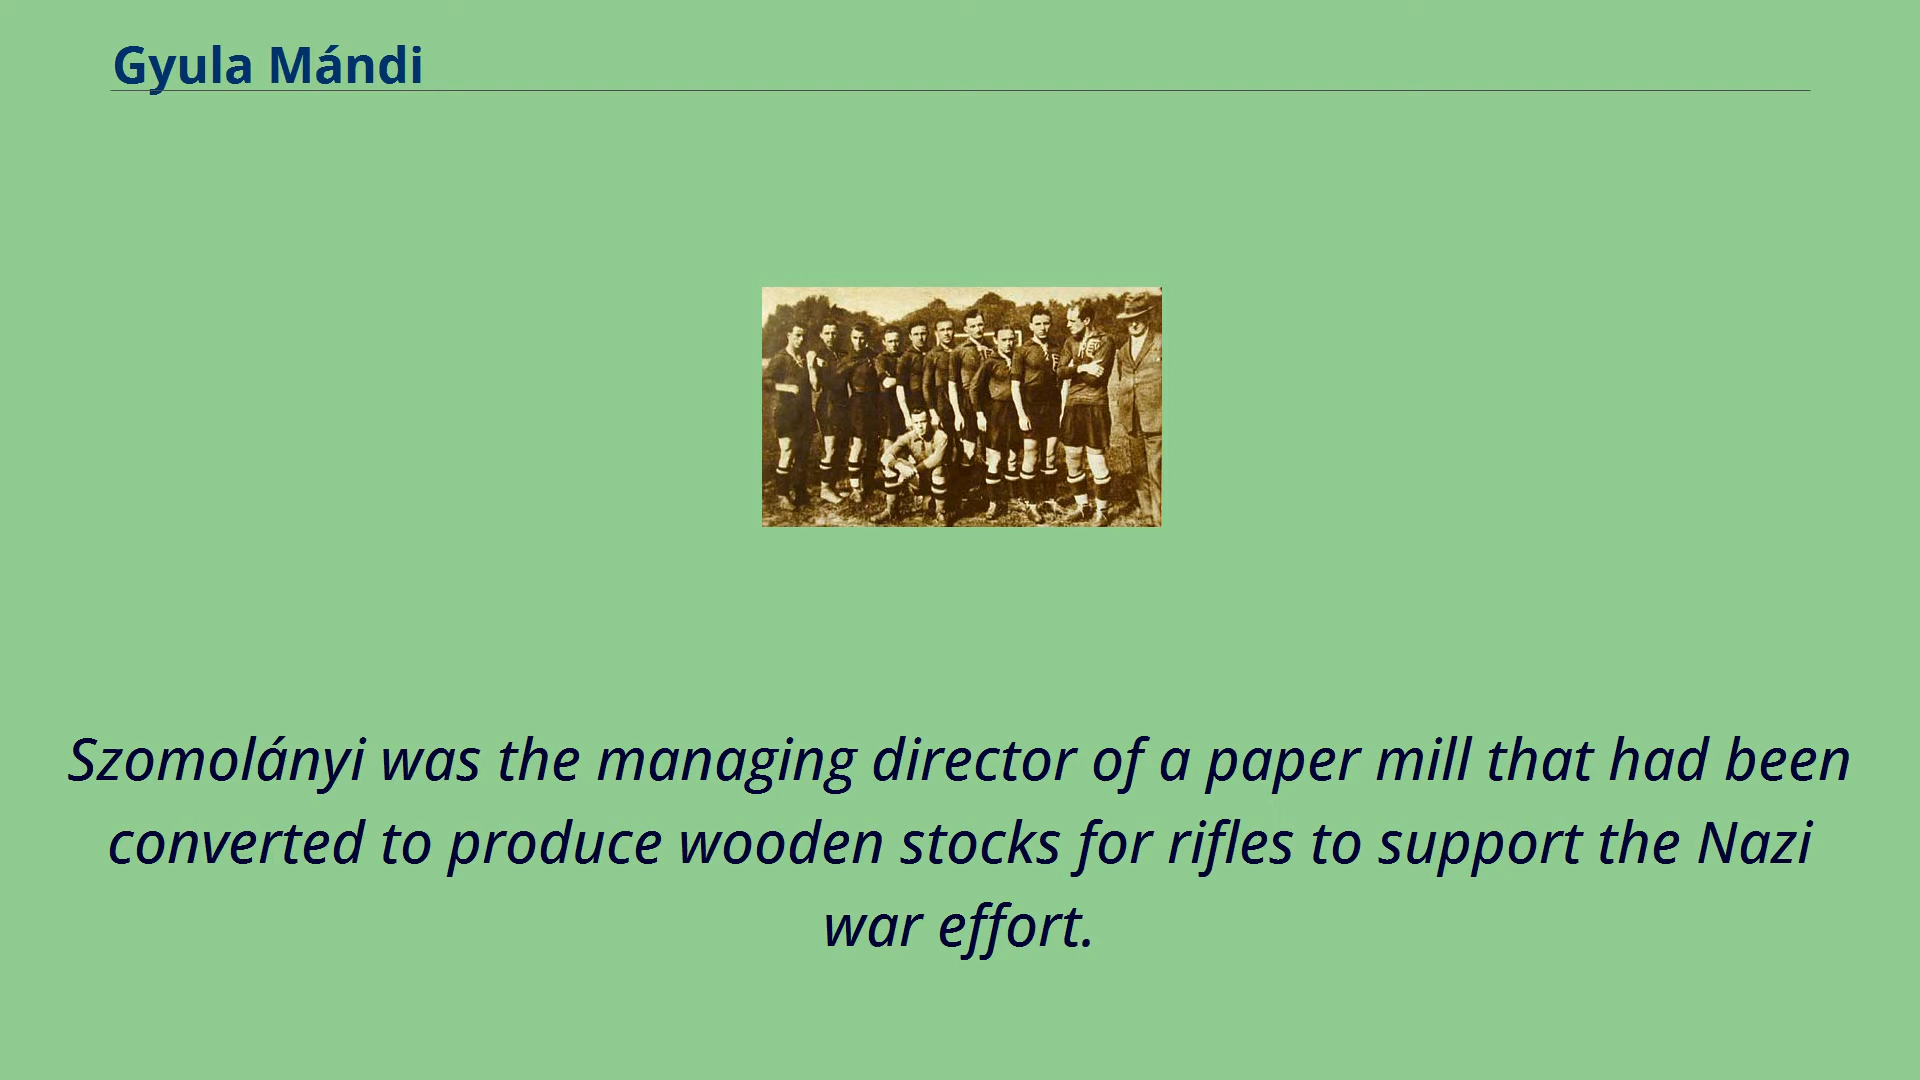 Gyula Mándi
Szomolányi was the managing director of a paper mill that had been
converted to produce wooden stocks for rifles to support the Nazi
war effort.